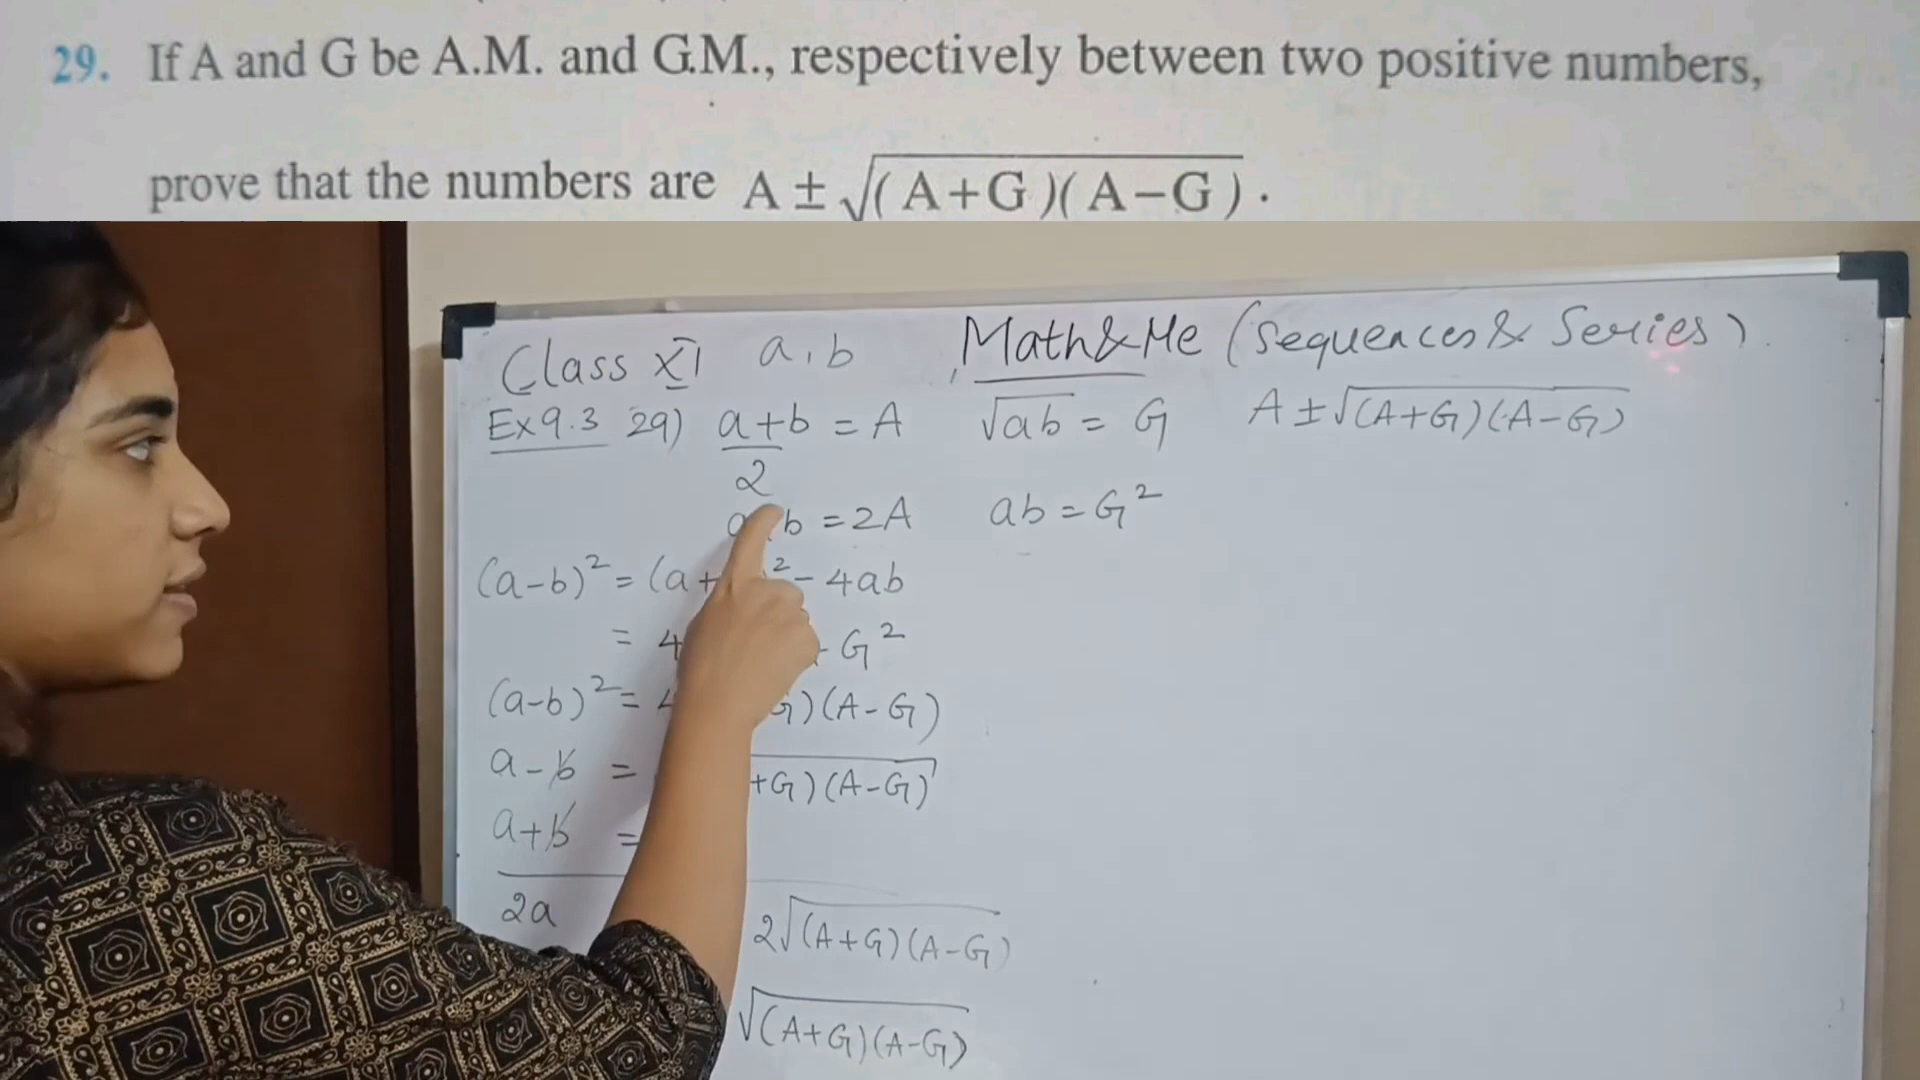 29. If A and G be A.M. and G.M., respectively between two positive numbers,
prove that the numbers are A ± √(A+G)(A−G) .
Class XI a, b , Math&Me (Sequences & Series)
Ex 9.3 29) a+b/2 = A √ab = G A ± √(A+G)(A−G)
b = 2A ab = G²
(a−b)² = (a+ ² − 4ab
= 4 G²
(a−b)² = G)(A−G)
a−b = +G)(A−G)
a+b =
2a 2√(A+G)(A−G)
√(A+G)(A−G)